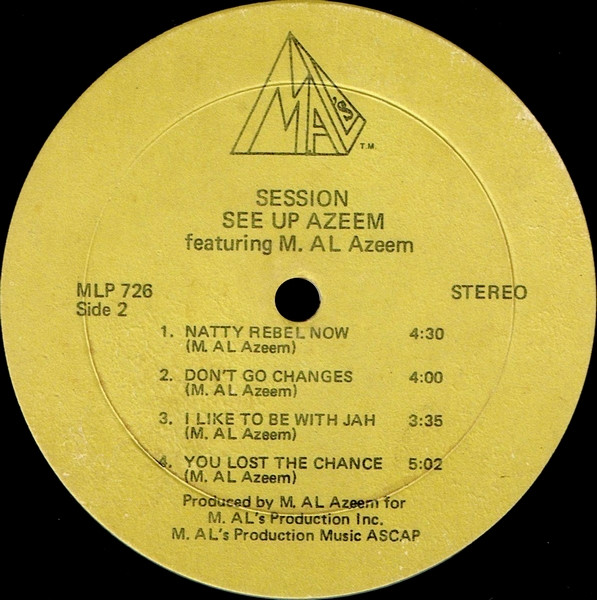 M. AL'S
T.M.
SESSION
SEE UP AZEEM
featuring M. AL Azeem
MLP 726
STEREO
Side 2
1. NATTY REBEL NOW 4:30
(M. AL Azeem)
2. DON'T GO CHANGES 4:00
(M. AL Azeem)
3. I LIKE TO BE WITH JAH 3:35
(M. AL Azeem)
4. YOU LOST THE CHANCE 5:02
(M. AL Azeem)
Produced by M. AL Azeem for
M. AL's Production Inc.
M. AL's Production Music ASCAP